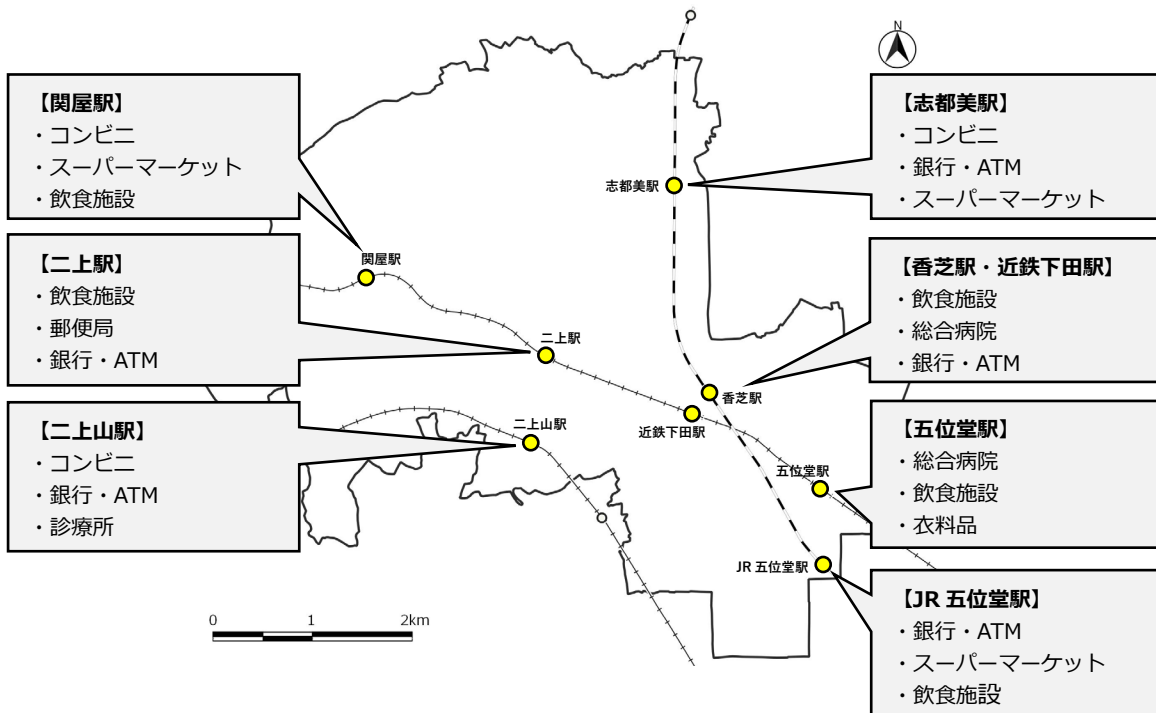 N
【関屋駅】
・コンビニ
・スーパーマーケット
・飲食施設
【二上駅】
・飲食施設
・郵便局
・銀行・ATM
【二上山駅】
・コンビニ
・銀行・ATM
・診療所
【志都美駅】
・コンビニ
・銀行・ATM
・スーパーマーケット
【香芝駅・近鉄下田駅】
・飲食施設
・総合病院
・銀行・ATM
【五位堂駅】
・総合病院
・飲食施設
・衣料品
【JR 五位堂駅】
・銀行・ATM
・スーパーマーケット
・飲食施設
志都美駅
関屋駅
二上駅
香芝駅
近鉄下田駅
二上山駅
五位堂駅
JR 五位堂駅
0 1 2km